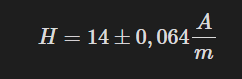 H = 14 ± 0,064 A/m